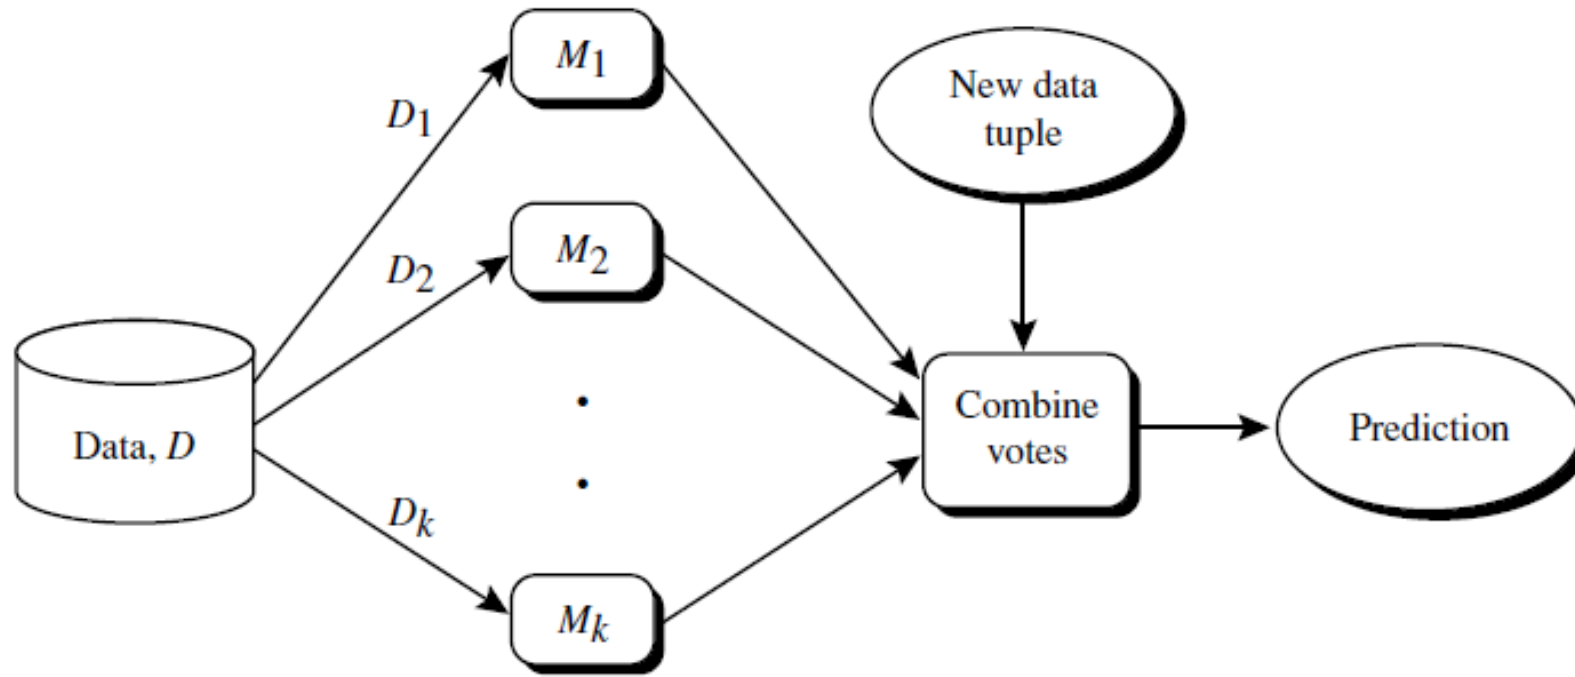 M1
New data
tuple
D1
M2
D2
Combine
votes
Data, D
Prediction
Dk
Mk